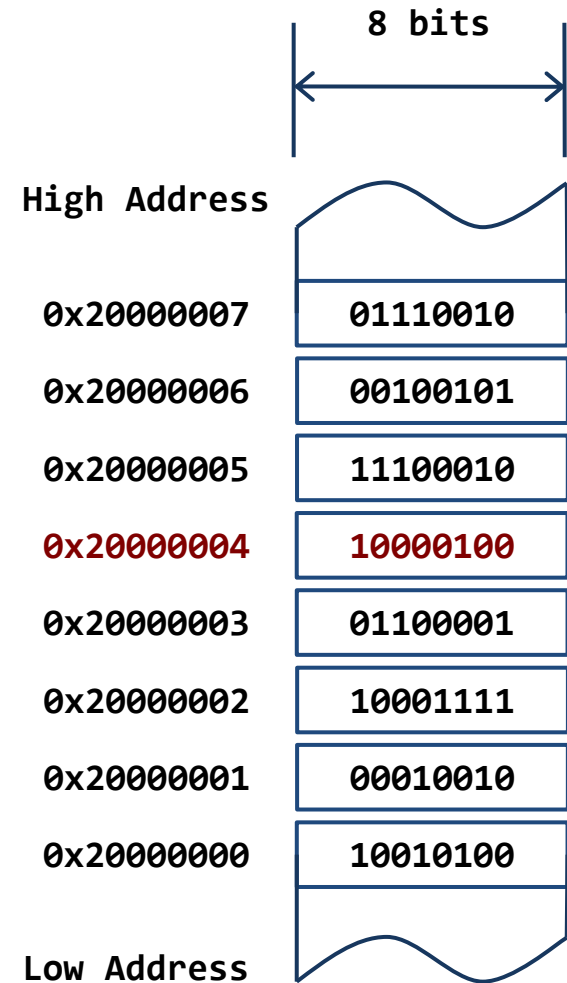 8 bits
High Address
0x20000007 01110010
0x20000006 00100101
0x20000005 11100010
0x20000004 10000100
0x20000003 01100001
0x20000002 10001111
0x20000001 00010010
0x20000000 10010100
Low Address